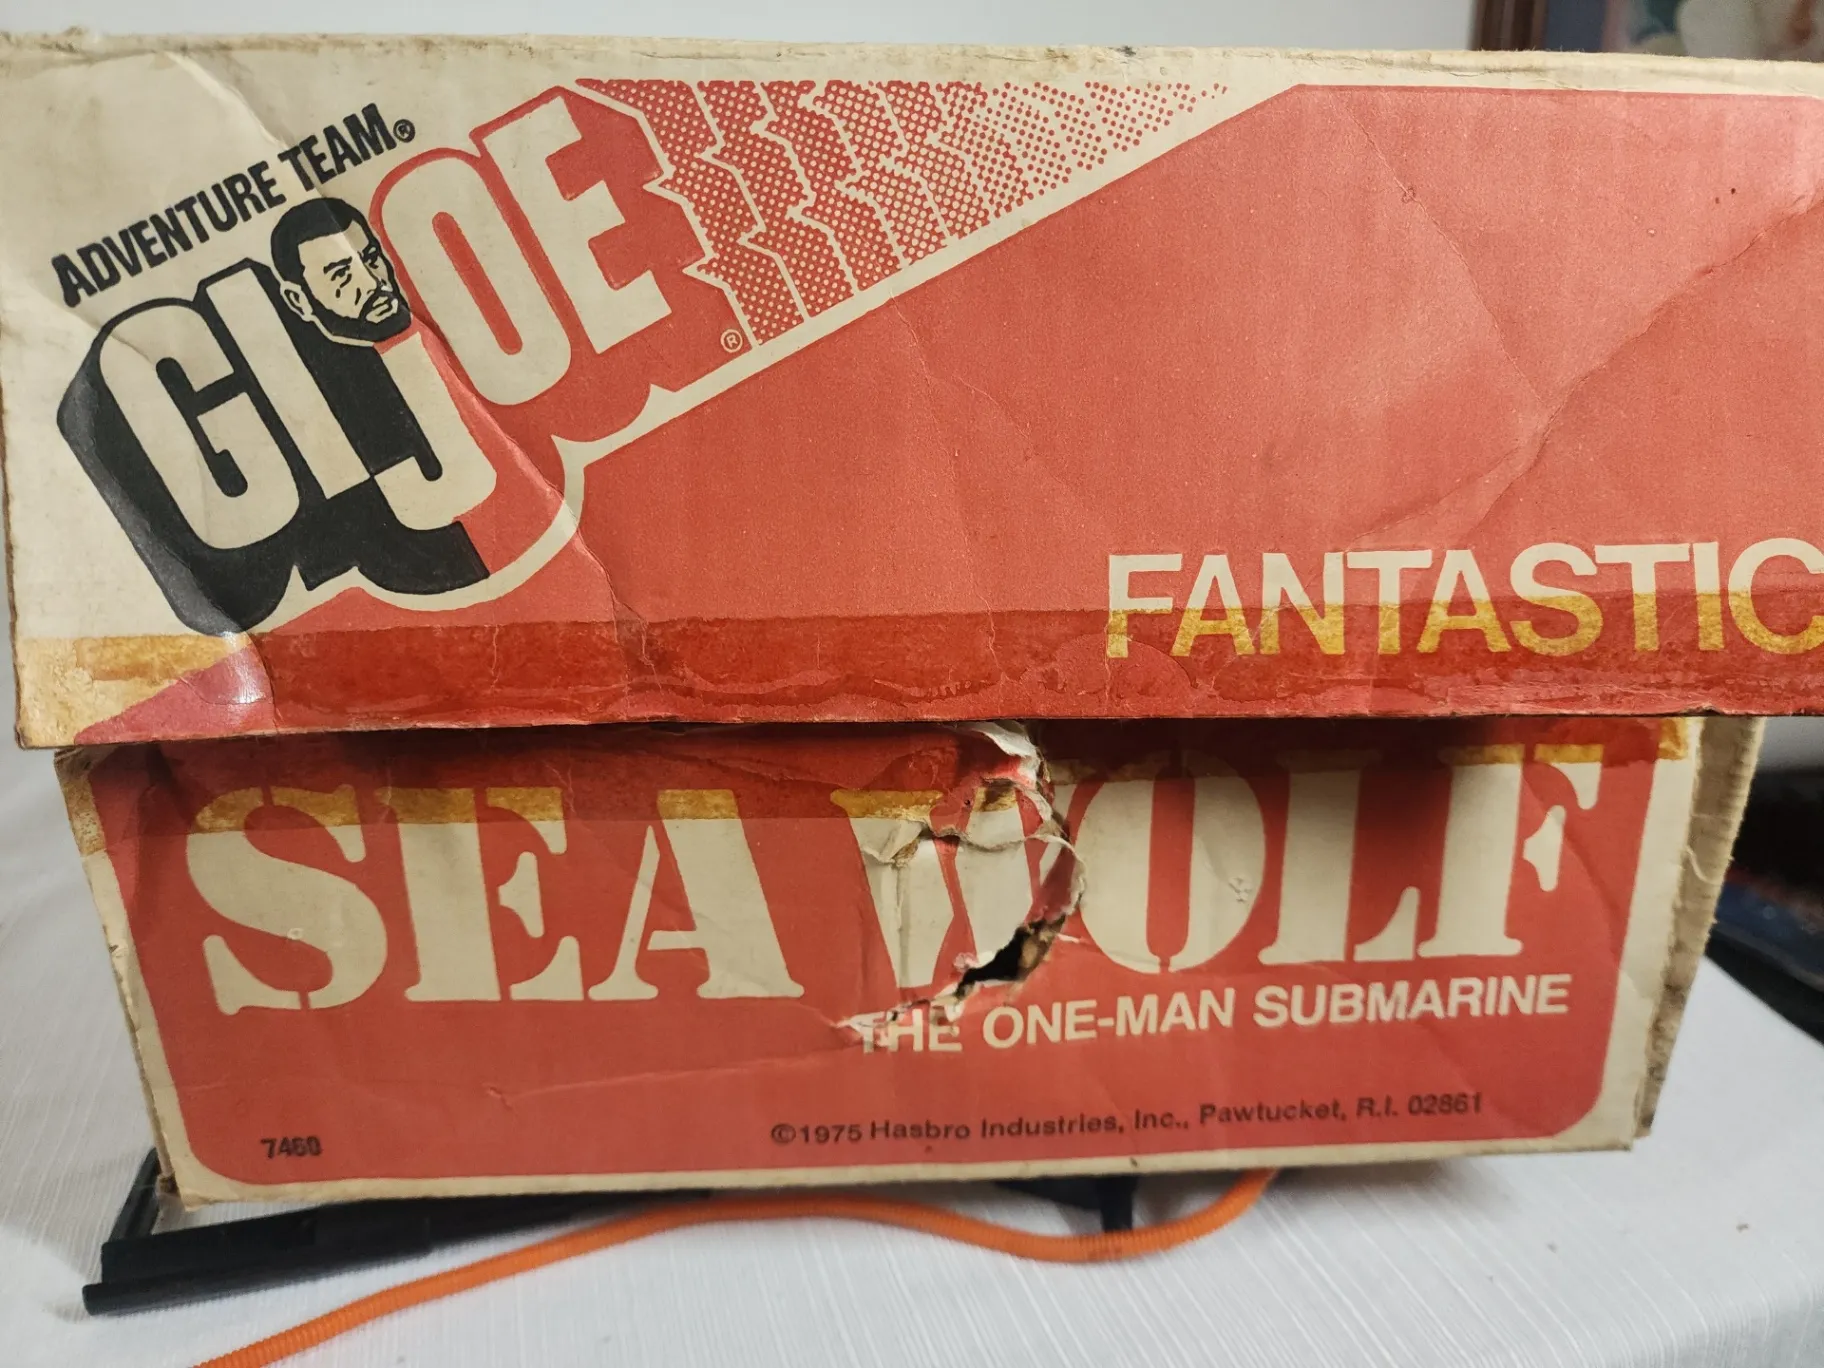 ADVENTURE TEAM®
GI JOE ®
FANTASTIC
SEA WOLF
THE ONE-MAN SUBMARINE
©1975 Hasbro Industries, Inc., Pawtucket, R.I. 02861
7460